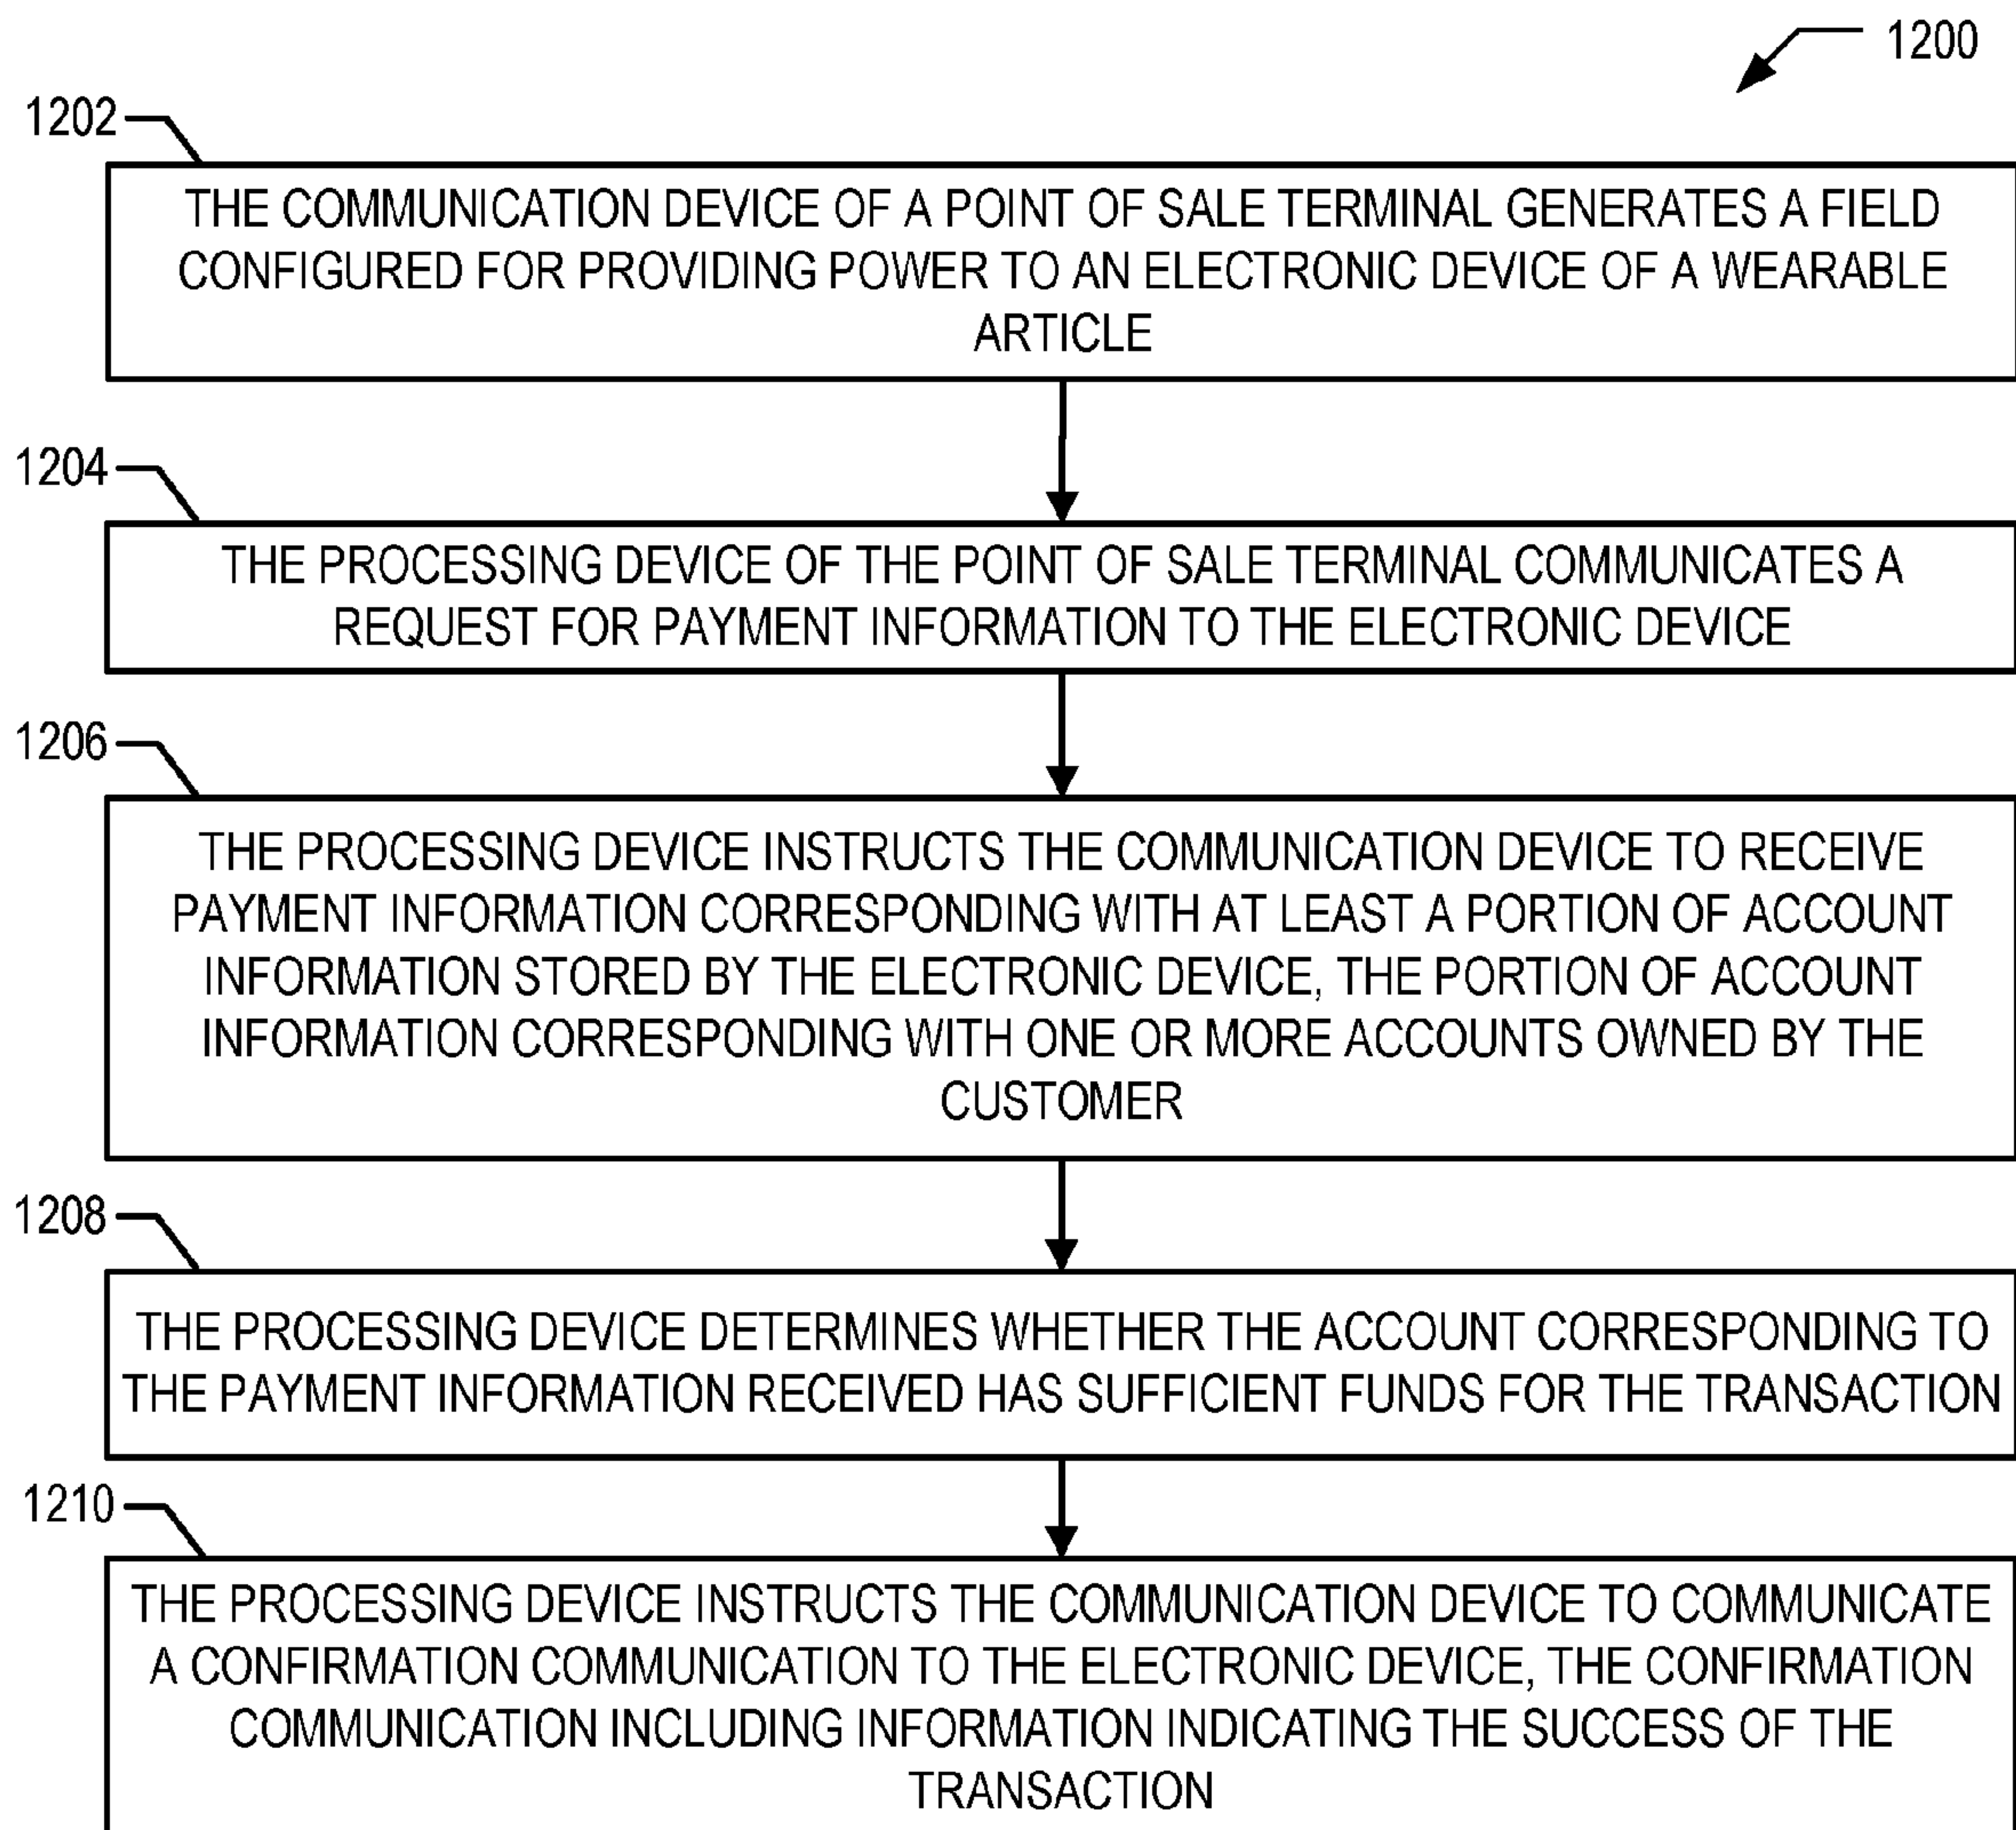 1200
1202
THE COMMUNICATION DEVICE OF A POINT OF SALE TERMINAL GENERATES A FIELD
CONFIGURED FOR PROVIDING POWER TO AN ELECTRONIC DEVICE OF A WEARABLE
ARTICLE
1204
THE PROCESSING DEVICE OF THE POINT OF SALE TERMINAL COMMUNICATES A
REQUEST FOR PAYMENT INFORMATION TO THE ELECTRONIC DEVICE
1206
THE PROCESSING DEVICE INSTRUCTS THE COMMUNICATION DEVICE TO RECEIVE
PAYMENT INFORMATION CORRESPONDING WITH AT LEAST A PORTION OF ACCOUNT
INFORMATION STORED BY THE ELECTRONIC DEVICE, THE PORTION OF ACCOUNT
INFORMATION CORRESPONDING WITH ONE OR MORE ACCOUNTS OWNED BY THE
CUSTOMER
1208
THE PROCESSING DEVICE DETERMINES WHETHER THE ACCOUNT CORRESPONDING TO
THE PAYMENT INFORMATION RECEIVED HAS SUFFICIENT FUNDS FOR THE TRANSACTION
1210
THE PROCESSING DEVICE INSTRUCTS THE COMMUNICATION DEVICE TO COMMUNICATE
A CONFIRMATION COMMUNICATION TO THE ELECTRONIC DEVICE, THE CONFIRMATION
COMMUNICATION INCLUDING INFORMATION INDICATING THE SUCCESS OF THE
TRANSACTION